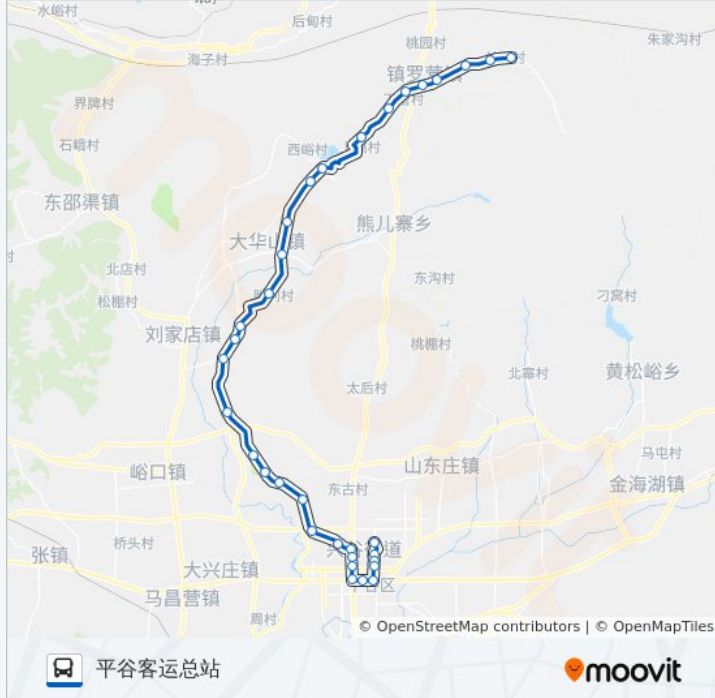 水峪村
后甸村
桃园村
朱家沟村
海子村
镇罗营镇
界牌村
石峨村
西峪村
东邵渠镇
熊儿寨乡
大华山镇
北店村
东沟村
刁窝村
松棚村
刘家店镇
桃棚村
北寨村
黄松峪乡
太后村
马屯村
山东庄镇
峪口镇
金海湖镇
东古村
桥头村
张镇
大兴庄镇
马昌营镇
周村
© OpenStreetMap contributors | © OpenMapTiles
平谷客运总站
moovit